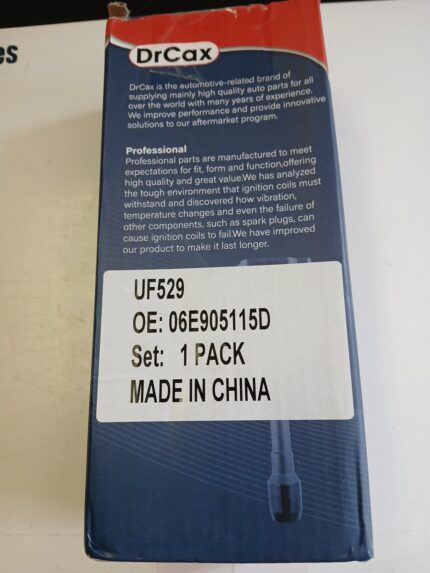 es
DrCax
DrCax is the automotive-related brand of
supplying mainly high quality auto parts for all
over the world with many years of experience.
We improve performance and provide innovative
solutions to our aftermarket program.
Professional
Professional parts are manufactured to meet
expectations for fit, form and function,offering
high quality and great value.We has analyzed
the tough environment that ignition coils must
withstand and discovered how vibration,
temperature changes and even the failure of
other components, such as spark plugs, can
cause ignition coils to fail.We have improved
our product to make it last longer.
UF529
OE: 06E905115D
Set: 1 PACK
MADE IN CHINA